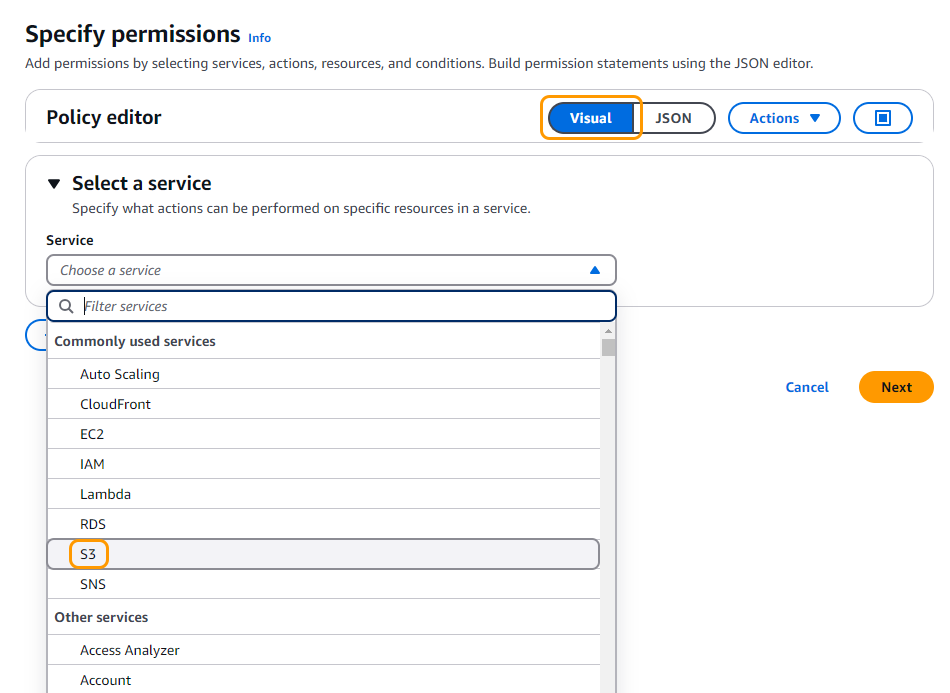 Specify permissions Info
Add permissions by selecting services, actions, resources, and conditions. Build permission statements using the JSON editor.
Policy editor
Visual JSON Actions
Select a service
Specify what actions can be performed on specific resources in a service.
Service
Choose a service
Filter services
Commonly used services
Auto Scaling
CloudFront
EC2
IAM
Lambda
RDS
S3
SNS
Other services
Access Analyzer
Account
Cancel Next